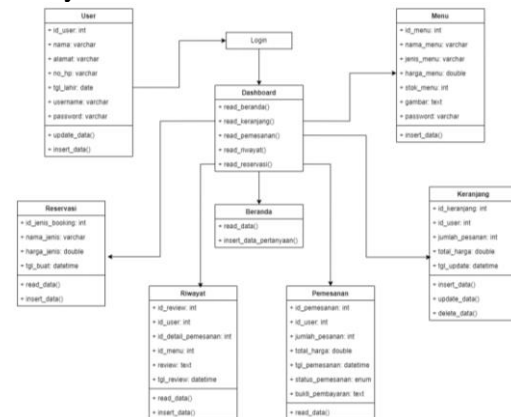 User
+ id_user: int
+ nama: varchar
+ alamat: varchar
+ no_hp: varchar
+ tgl_lahir: date
+ username: varchar
+ password: varchar
+ update_data()
+ insert_data()
Login
Dashboard
+ read_beranda()
+ read_keranjang()
+ read_pemesanan()
+ read_riwayat()
+ read_reservasi()
Menu
+ id_menu: int
+ nama_menu: varchar
+ jenis_menu: varchar
+ harga_menu: double
+ stok_menu: int
+ gambar: text
+ password: varchar
+ insert_data()
Reservasi
+ id_jenis_booking: int
+ nama_jenis: varchar
+ harga_jenis: double
+ tgl_buat: datetime
+ read_data()
+ insert_data()
Beranda
+ read_data()
+ insert_data_pertanyaan()
Keranjang
+ id_keranjang: int
+ id_user: int
+ jumlah_pesanan: int
+ total_harga: double
+ tgl_update: datetime
+ insert_data()
+ update_data()
+ delete_data()
Riwayat
+ id_review: int
+ id_user: int
+ id_detail_pemesanan: int
+ id_menu: int
+ review: text
+ tgl_review: datetime
+ read_data()
+ insert_data()
Pemesanan
+ id_pemesanan: int
+ id_user: int
+ jumlah_pesanan: int
+ total_harga: double
+ tgl_pemesanan: datetime
+ status_pemesanan: enum
+ bukti_pembayaran: text
+ read_data()